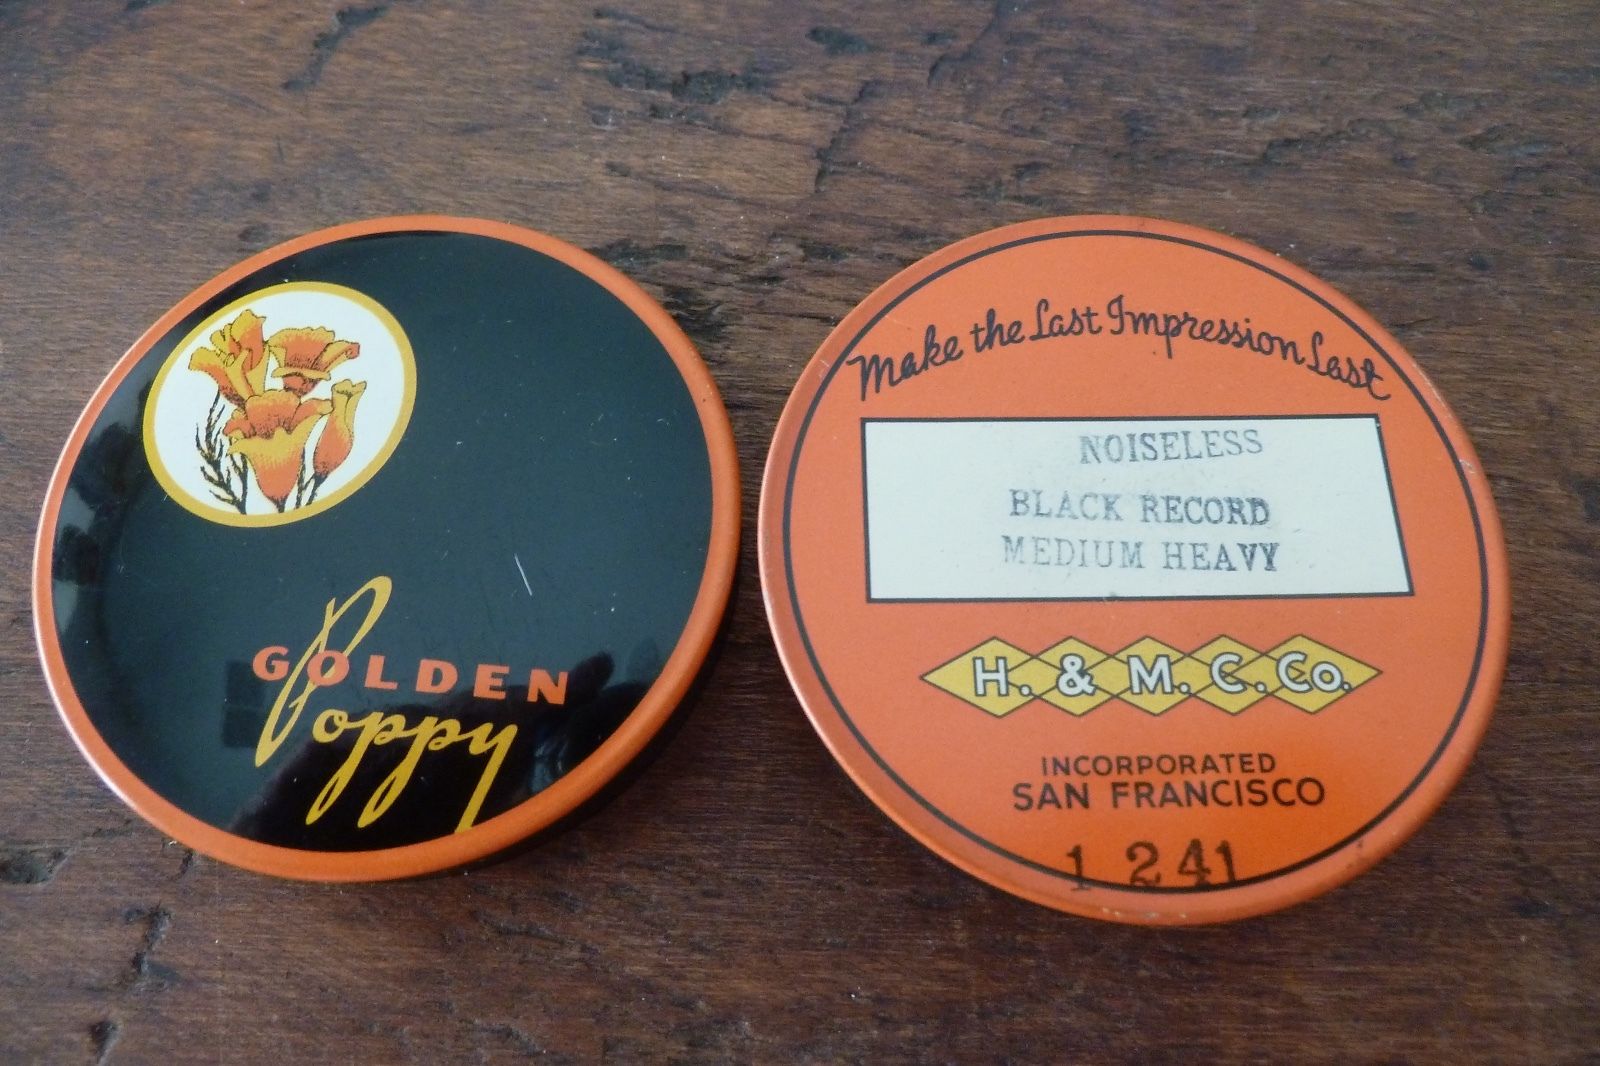 GOLDEN
Poppy
Make the Last Impression Last
NOISELESS
BLACK RECORD
MEDIUM HEAVY
H. & M. C. Co.
INCORPORATED
SAN FRANCISCO
1 241